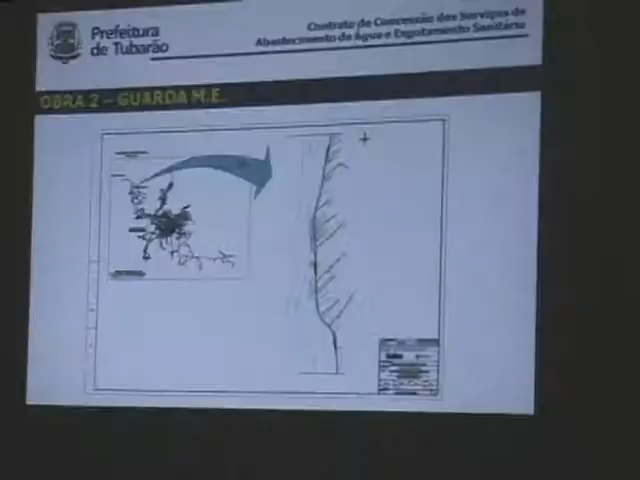 Prefeitura
de Tubarão
Contrato de Concessão dos Serviços de
Abastecimento de Água e Esgotamento Sanitário
OBRA 2 - GUARDA M.E.